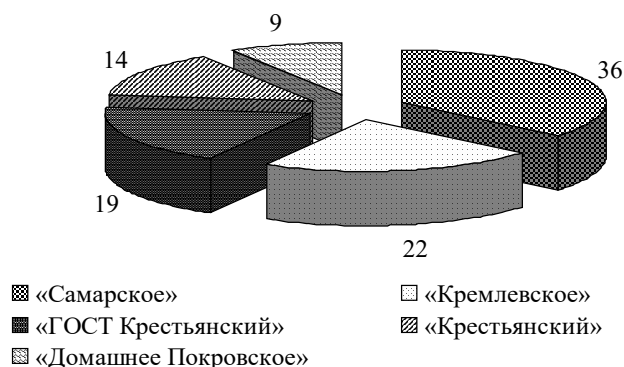 9
14
36
19
22
«Самарское» «Кремлевское»
«ГОСТ Крестьянский» «Крестьянский»
«Домашнее Покровское»